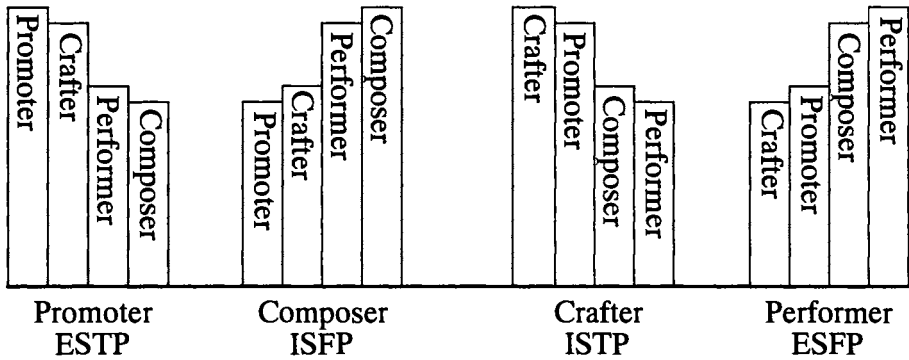 Promoter
Crafter
Performer
Composer
Promoter
Crafter
Performer
Composer
Crafter
Promoter
Composer
Performer
Crafter
Promoter
Composer
Performer
Promoter
ESTP
Composer
ISFP
Crafter
ISTP
Performer
ESFP